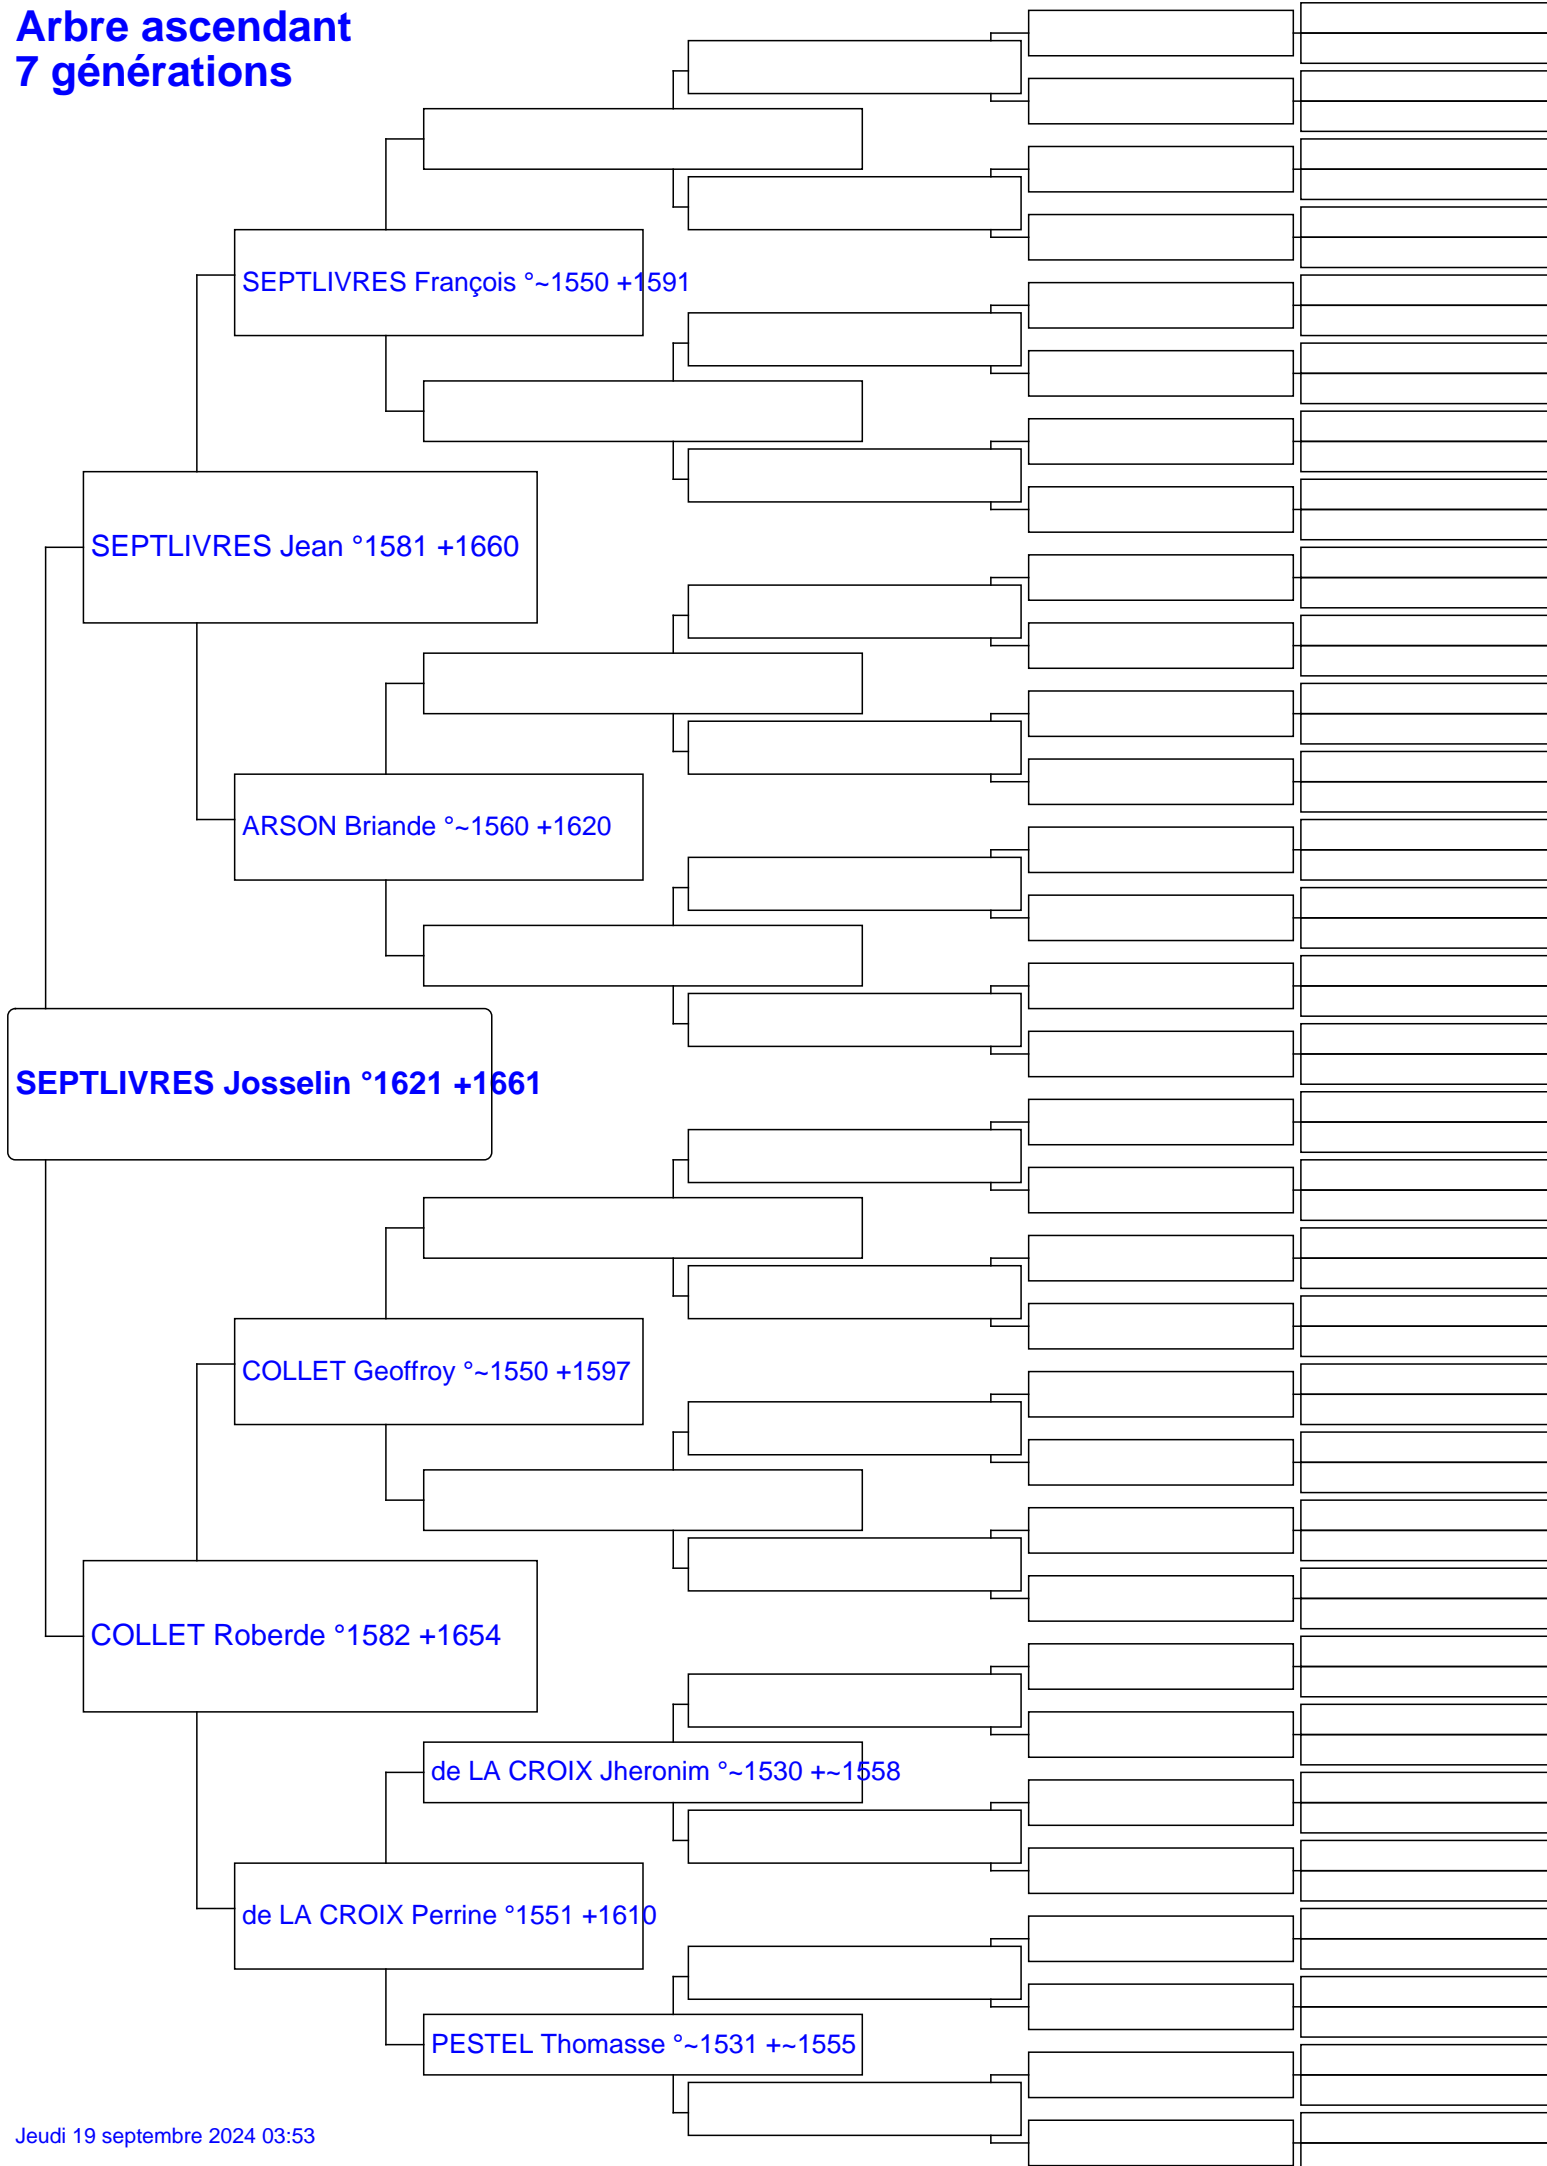 Arbre ascendant
7 générations
SEPTLIVRES François °~1550 +1591
SEPTLIVRES Jean °1581 +1660
ARSON Briande °~1560 +1620
SEPTLIVRES Josselin °1621 +1661
COLLET Geoffroy °~1550 +1597
COLLET Roberde °1582 +1654
de LA CROIX Jheronim °~1530 +~1558
de LA CROIX Perrine °1551 +1610
PESTEL Thomasse °~1531 +~1555
Jeudi 19 septembre 2024 03:53